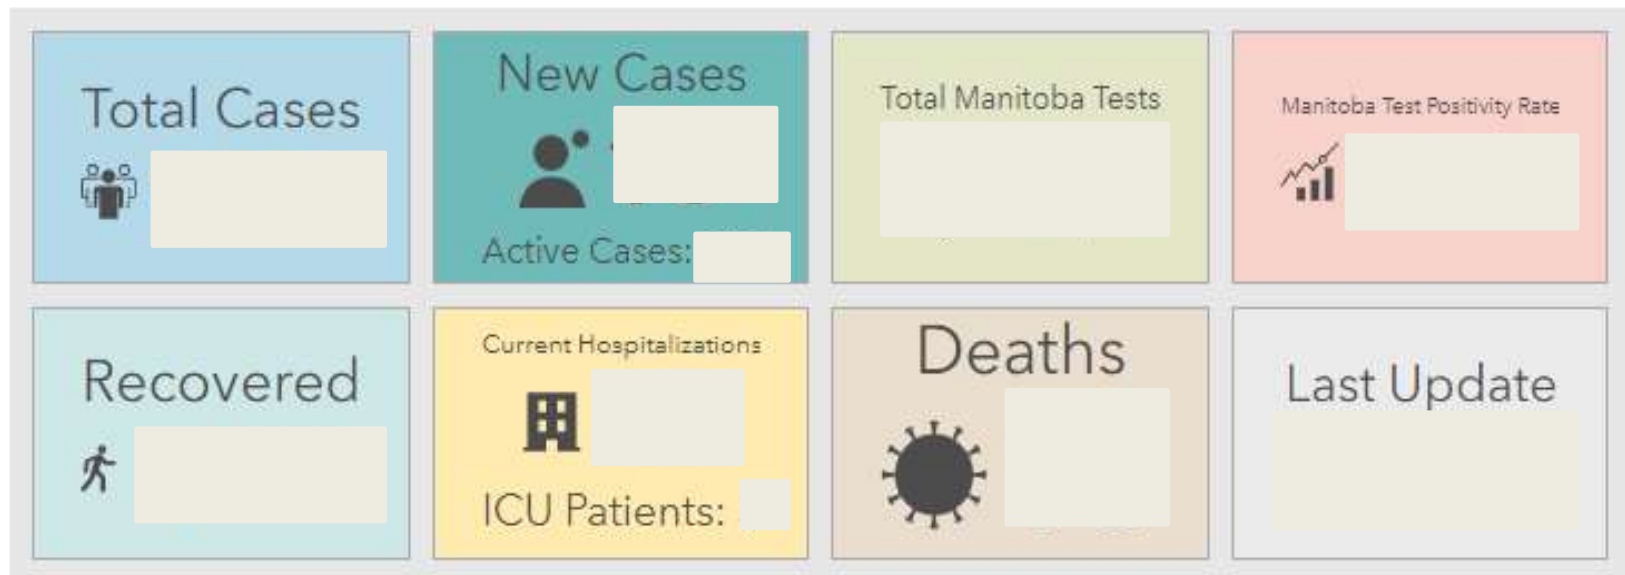 Total Cases
New Cases
Active Cases:
Total Manitoba Tests
Manitoba Test Positivity Rate
Recovered
Current Hospitalizations
ICU Patients:
Deaths
Last Update